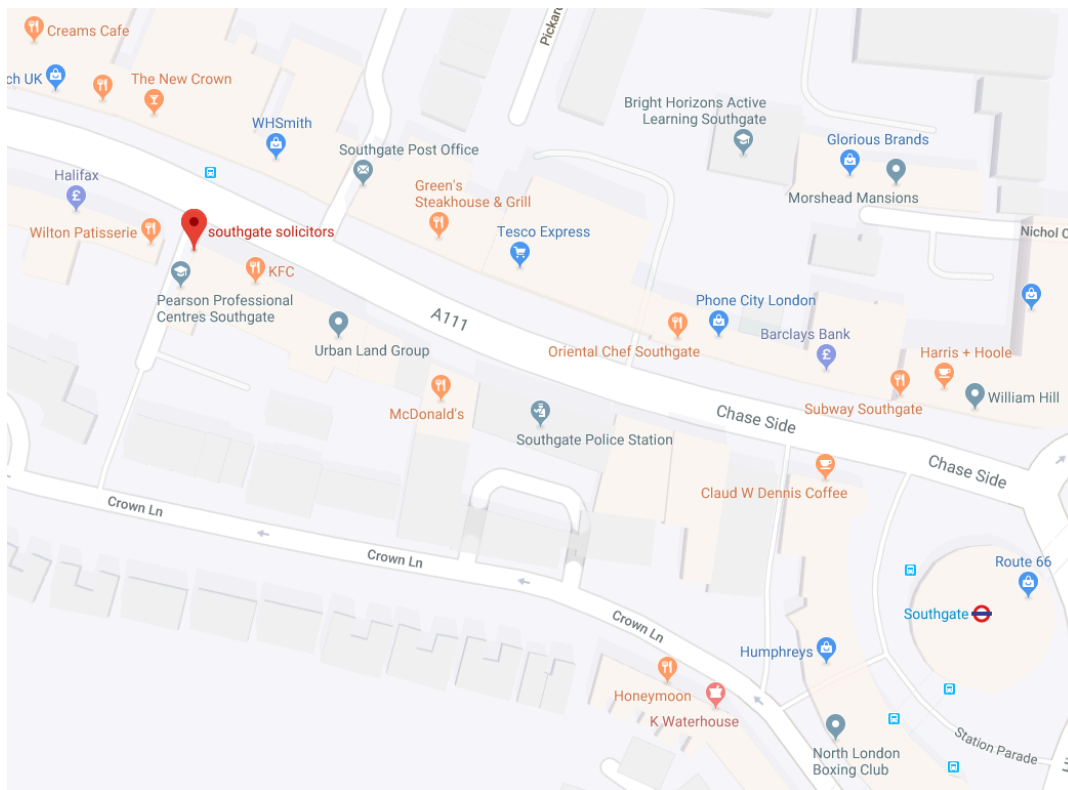 Creams Cafe
ch UK
The New Crown
WHSmith
Pickar
Southgate Post Office
Bright Horizons Active
Learning Southgate
Glorious Brands
Morshead Mansions
Halifax
Green's
Steakhouse & Grill
Wilton Patisserie
southgate solicitors
Tesco Express
Nichol
KFC
Pearson Professional
Centres Southgate
A111
Phone City London
Urban Land Group
Oriental Chef Southgate
Barclays Bank
Harris + Hoole
William Hill
McDonald's
Subway Southgate
Chase Side
Southgate Police Station
Chase Side
Claud W Dennis Coffee
Crown Ln
Crown Ln
Route 66
Southgate
Crown Ln
Humphreys
Honeymoon
K Waterhouse
North London
Boxing Club
Station Parade